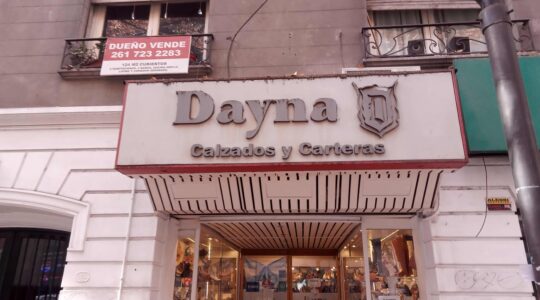 DUEÑO VENDE
261 723 2283
Dayna
D
Calzados y Carteras